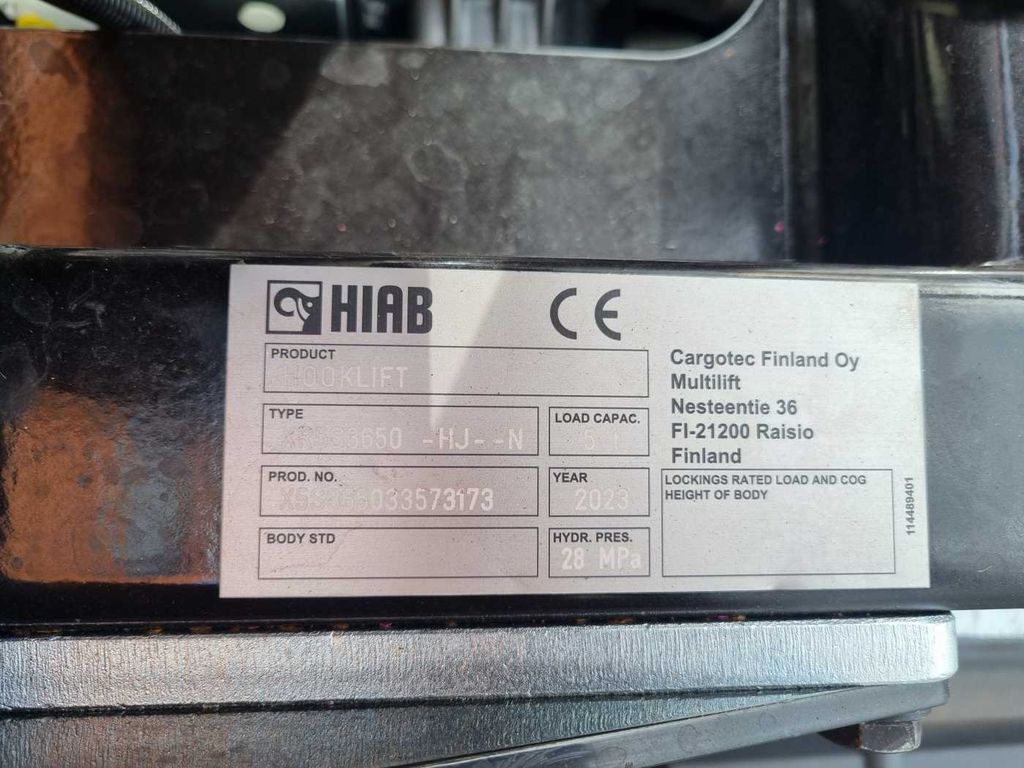 HIAB CE
PRODUCT
HOOKLIFT
TYPE
-HJ--N
LOAD CAPAC.
PROD. NO.
YEAR
2023
BODY STD
HYDR. PRES.
28 MPa
Cargotec Finland Oy
Multilift
Nesteentie 36
FI-21200 Raisio
Finland
LOCKINGS RATED LOAD AND COG
HEIGHT OF BODY
114489401